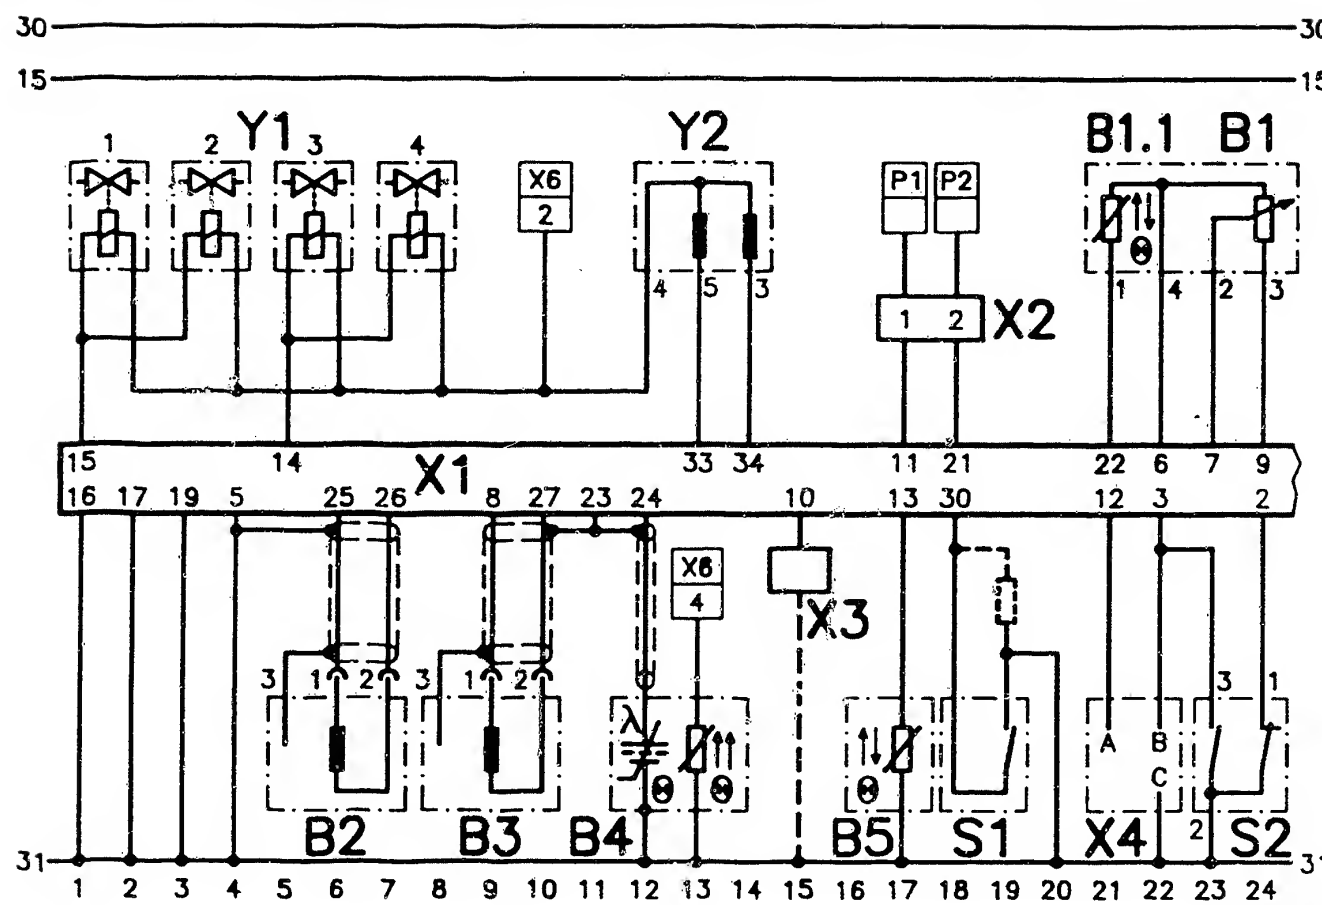 30 30
15 15
Y1 Y2 B1.1 B1
1 2 3 4
X6 P1 P2
2
4 5 3 1 4 2 3
1 2 X2
15 14 33 34 11 21 22 6 7 9
X1
16 17 19 5 25 26 8 27 23 24 10 13 30 12 3 2
X6
4
X3
3 1 2 3 1 2 3 1
λ
A B
C
Θ Θ Θ Θ
B2 B3 B4 B5 S1 X4 2 S2
31 31
1 2 3 4 5 6 7 8 9 10 11 12 13 14 15 16 17 18 19 20 21 22 23 24